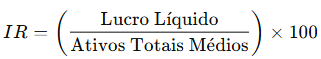 IR = (Lucro Líquido / Ativos Totais Médios) × 100